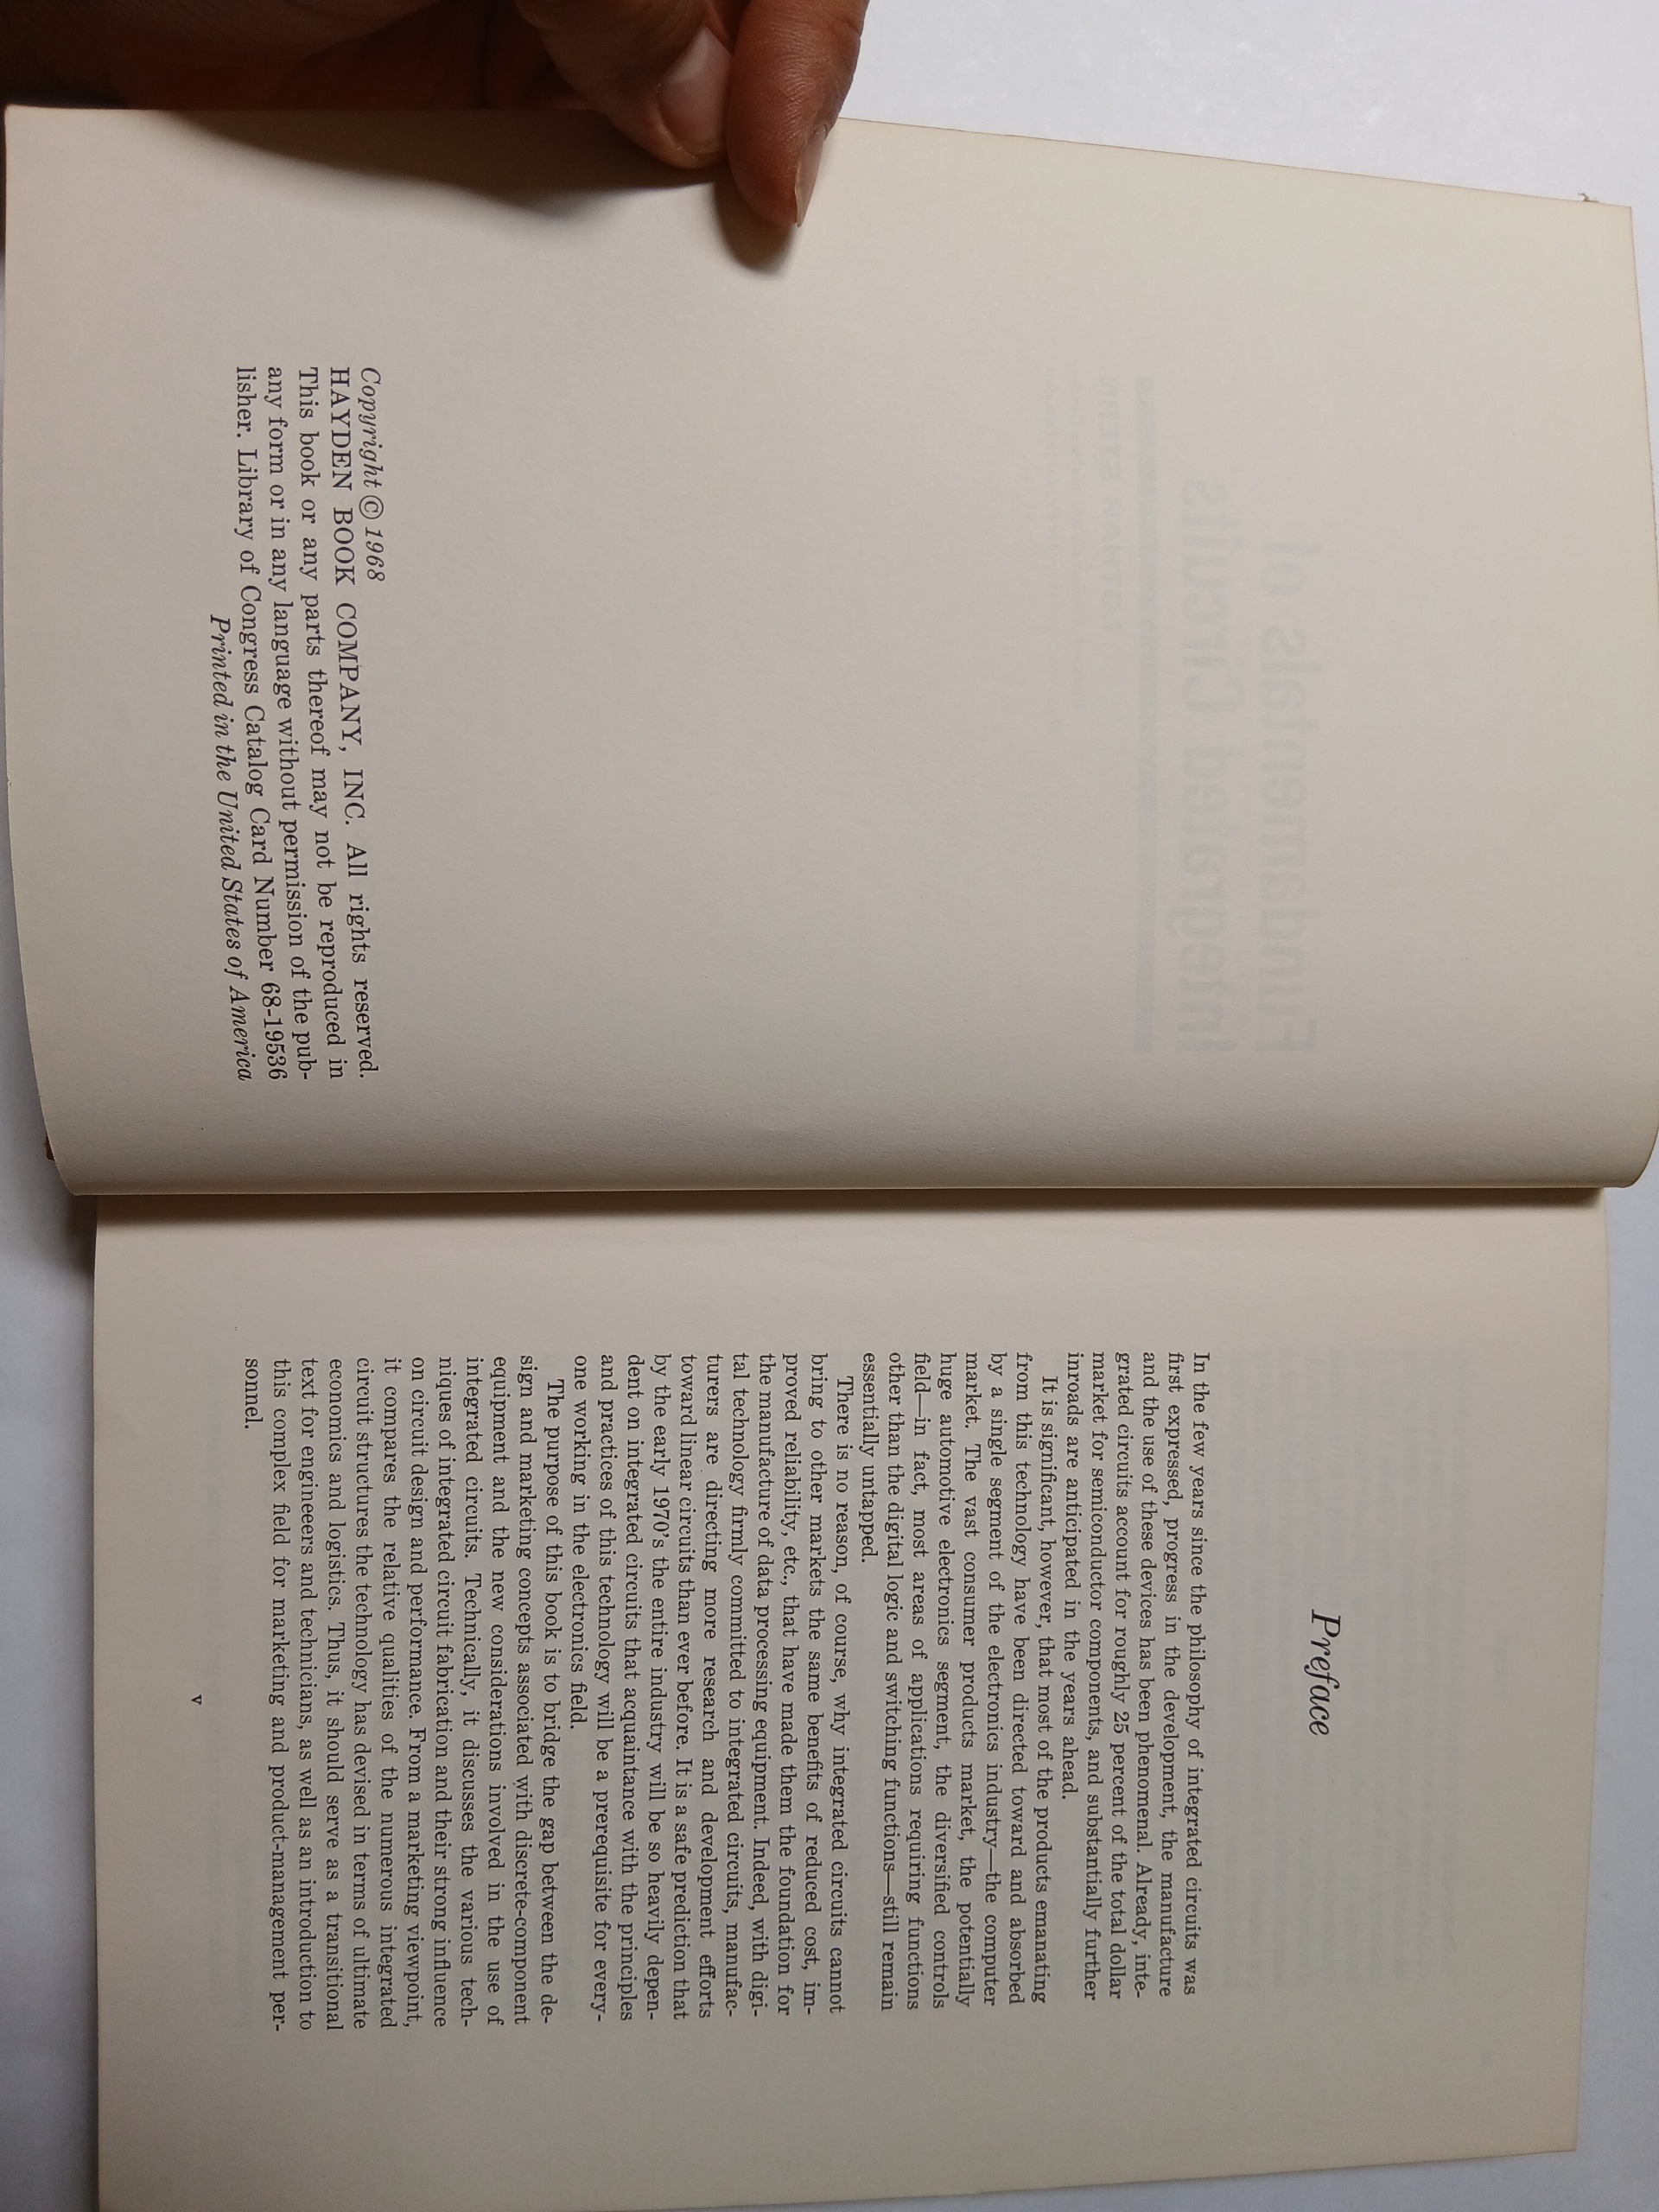 Copyright © 1968
HAYDEN BOOK COMPANY, INC. All rights reserved.
This book or any parts thereof may not be reproduced in
any form or in any language without permission of the pub-
lisher. Library of Congress Catalog Card Number 68-19536
Printed in the United States of America
Fundamentals of
Integrated Circuits
LOTHAR STERN
Preface
In the few years since the philosophy of integrated circuits was
first expressed, progress in the development, the manufacture
and the use of these devices has been phenomenal. Already, inte-
grated circuits account for roughly 25 percent of the total dollar
market for semiconductor components, and substantially further
inroads are anticipated in the years ahead.
It is significant, however, that most of the products emanating
from this technology have been directed toward and absorbed
by a single segment of the electronics industry—the computer
market. The vast consumer products market, the potentially
huge automotive electronics segment, the diversified controls
field—in fact, most areas of applications requiring functions
other than the digital logic and switching functions—still remain
essentially untapped.
There is no reason, of course, why integrated circuits cannot
bring to other markets the same benefits of reduced cost, im-
proved reliability, etc., that have made them the foundation for
the manufacture of data processing equipment. Indeed, with digi-
tal technology firmly committed to integrated circuits, manufac-
turers are directing more research and development efforts
toward linear circuits than ever before. It is a safe prediction that
by the early 1970's the entire industry will be so heavily depen-
dent on integrated circuits that acquaintance with the principles
and practices of this technology will be a prerequisite for every-
one working in the electronics field.
The purpose of this book is to bridge the gap between the de-
sign and marketing concepts associated with discrete-component
equipment and the new considerations involved in the use of
integrated circuits. Technically, it discusses the various tech-
niques of integrated circuit fabrication and their strong influence
on circuit design and performance. From a marketing viewpoint,
it compares the relative qualities of the numerous integrated
circuit structures the technology has devised in terms of ultimate
economics and logistics. Thus, it should serve as a transitional
text for engineeers and technicians, as well as an introduction to
this complex field for marketing and product-management per-
sonnel.
v